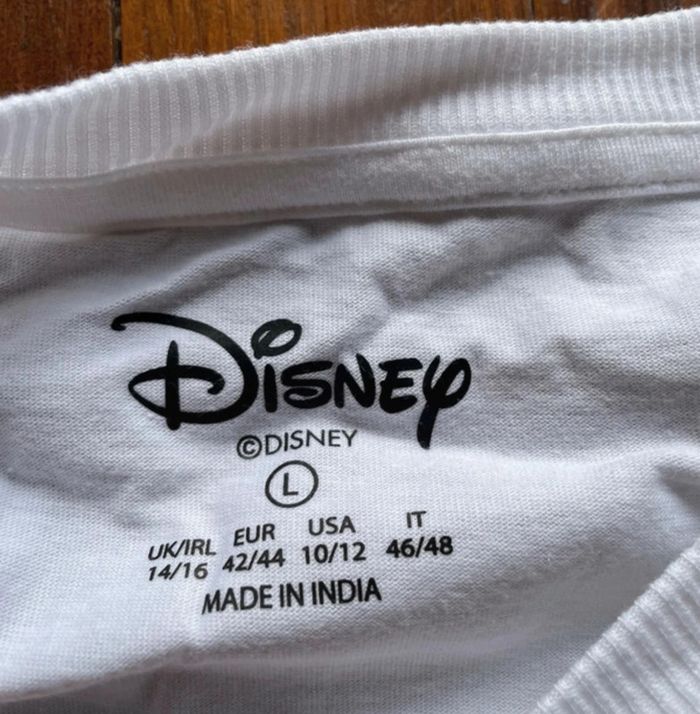 Disney
©DISNEY
L
UK/IRL EUR USA IT
14/16 42/44 10/12 46/48
MADE IN INDIA